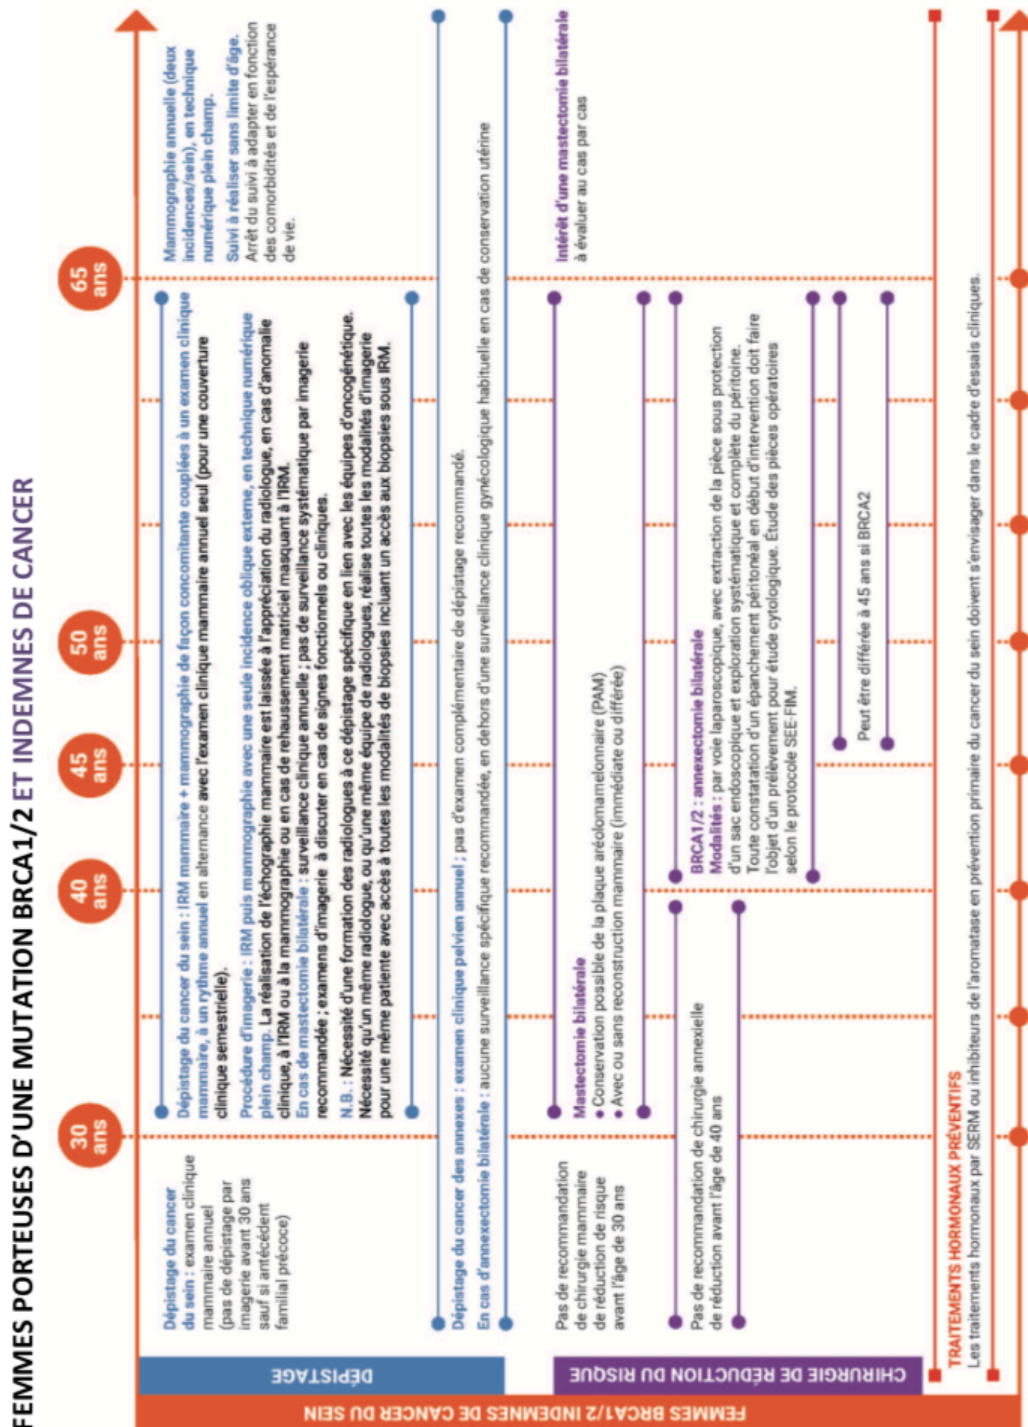 FEMMES PORTEUSES D'UNE MUTATION BRCA1/2 ET INDEMNES DE CANCER
30
ans
40
ans
45
ans
50
ans
65
ans
FEMMES BRCA1/2 INDEMNES DE CANCER DU SEIN
DÉPISTAGE
Dépistage du cancer
du sein : examen clinique
mammaire annuel
(pas de dépistage par
imagerie avant 30 ans
sauf si antécédent
familial précoce)
Dépistage du cancer du sein : IRM mammaire + mammographie de façon concomitante couplées à un examen clinique
mammaire, à un rythme annuel en alternance avec l'examen clinique mammaire annuel seul (pour une couverture
clinique semestrielle).
Procédure d'imagerie : IRM puis mammographie avec une seule incidence oblique externe, en technique numérique
plein champ. La réalisation de l'échographie mammaire est laissée à l'appréciation du radiologue, en cas d'anomalie
clinique, à l'IRM ou à la mammographie ou en cas de rehaussement matriciel masquant à l'IRM.
En cas de mastectomie bilatérale : surveillance clinique annuelle ; pas de surveillance systématique par imagerie
recommandée ; examens d'imagerie à discuter en cas de signes fonctionnels ou cliniques.
N.B. : Nécessité d'une formation des radiologues à ce dépistage spécifique en lien avec les équipes d'oncogénétique.
Nécessité qu'un même radiologue, ou qu'une même équipe de radiologues, réalise toutes les modalités d'imagerie
pour une même patiente avec accès à toutes les modalités de biopsies incluant un accès aux biopsies sous IRM.
Mammographie annuelle (deux
incidences/sein), en technique
numérique plein champ.
Suivi à réaliser sans limite d'âge.
Arrêt du suivi à adapter en fonction
des comorbidités et de l'espérance
de vie.
Dépistage du cancer des annexes : examen clinique pelvien annuel ; pas d'examen complémentaire de dépistage recommandé.
En cas d'annexectomie bilatérale : aucune surveillance spécifique recommandée, en dehors d'une surveillance clinique gynécologique habituelle en cas de conservation utérine
CHIRURGIE DE RÉDUCTION DU RISQUE
Pas de recommandation
de chirurgie mammaire
de réduction de risque
avant l'âge de 30 ans
Mastectomie bilatérale
● Conservation possible de la plaque aréolomamelonnaire (PAM)
● Avec ou sans reconstruction mammaire (immédiate ou différée)
Intérêt d'une mastectomie bilatérale
à évaluer au cas par cas
Pas de recommandation de chirurgie annexielle
de réduction avant l'âge de 40 ans
BRCA1/2 : annexectomie bilatérale
Modalités : par voie laparoscopique, avec extraction de la pièce sous protection
d'un sac endoscopique et exploration systématique et complète du péritoine.
Toute constatation d'un épanchement péritonéal en début d'intervention doit faire
l'objet d'un prélèvement pour étude cytologique. Étude des pièces opératoires
selon le protocole SEE-FIM.
Peut être différée à 45 ans si BRCA2
TRAITEMENTS HORMONAUX PRÉVENTIFS
Les traitements hormonaux par SERM ou inhibiteurs de l'aromatase en prévention primaire du cancer du sein doivent s'envisager dans le cadre d'essais cliniques.